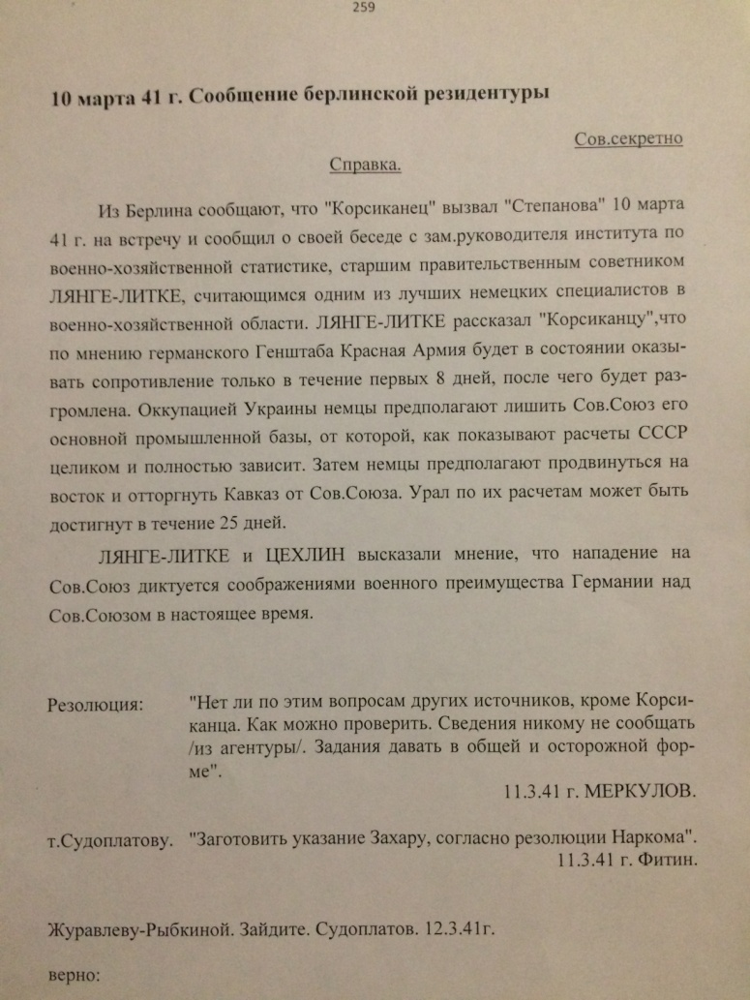 259
10 марта 41 г. Сообщение берлинской резидентуры
Сов.секретно
Справка.
Из Берлина сообщают, что "Корсиканец" вызвал "Степанова" 10 марта
41 г. на встречу и сообщил о своей беседе с зам.руководителя института по
военно-хозяйственной статистике, старшим правительственным советником
ЛЯНГЕ-ЛИТКЕ, считающимся одним из лучших немецких специалистов в
военно-хозяйственной области. ЛЯНГЕ-ЛИТКЕ рассказал "Корсиканцу",что
по мнению германского Генштаба Красная Армия будет в состоянии оказы-
вать сопротивление только в течение первых 8 дней, после чего будет раз-
громлена. Оккупацией Украины немцы предполагают лишить Сов.Союз его
основной промышленной базы, от которой, как показывают расчеты СССР
целиком и полностью зависит. Затем немцы предполагают продвинуться на
восток и отторгнуть Кавказ от Сов.Союза. Урал по их расчетам может быть
достигнут в течение 25 дней.
ЛЯНГЕ-ЛИТКЕ и ЦЕХЛИН высказали мнение, что нападение на
Сов.Союз диктуется соображениями военного преимущества Германии над
Сов.Союзом в настоящее время.
Резолюция: "Нет ли по этим вопросам других источников, кроме Корси-
канца. Как можно проверить. Сведения никому не сообщать
/из агентуры/. Задания давать в общей и осторожной фор-
ме".
11.3.41 г. МЕРКУЛОВ.
т.Судоплатову. "Заготовить указание Захару, согласно резолюции Наркома".
11.3.41 г. Фитин.
Журавлеву-Рыбкиной. Зайдите. Судоплатов. 12.3.41г.
верно: